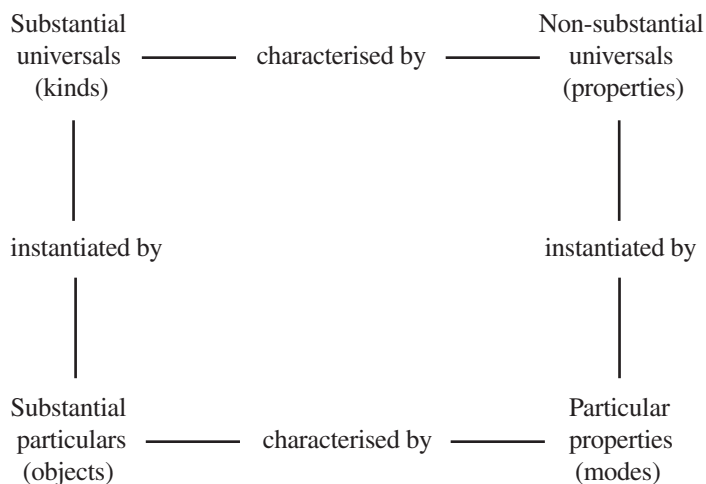 Substantial
universals
(kinds)
characterised by
Non-substantial
universals
(properties)
instantiated by
instantiated by
Substantial
particulars
(objects)
characterised by
Particular
properties
(modes)